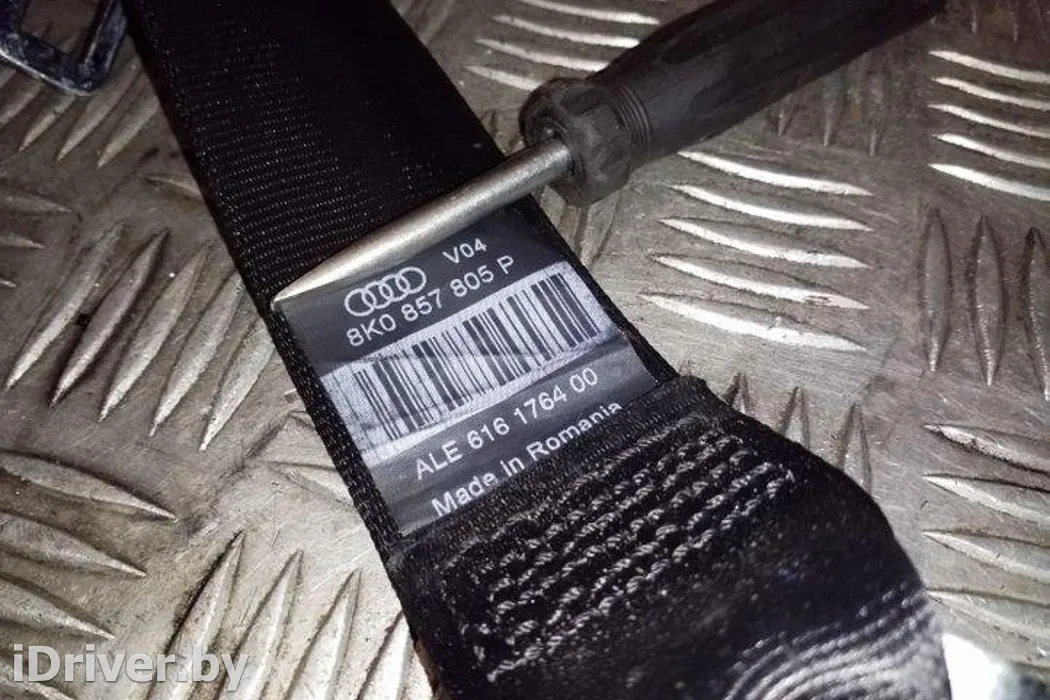 V04
8K0 857 805 P
ALE 616 1764 00
Made in Romania
iDriver.by